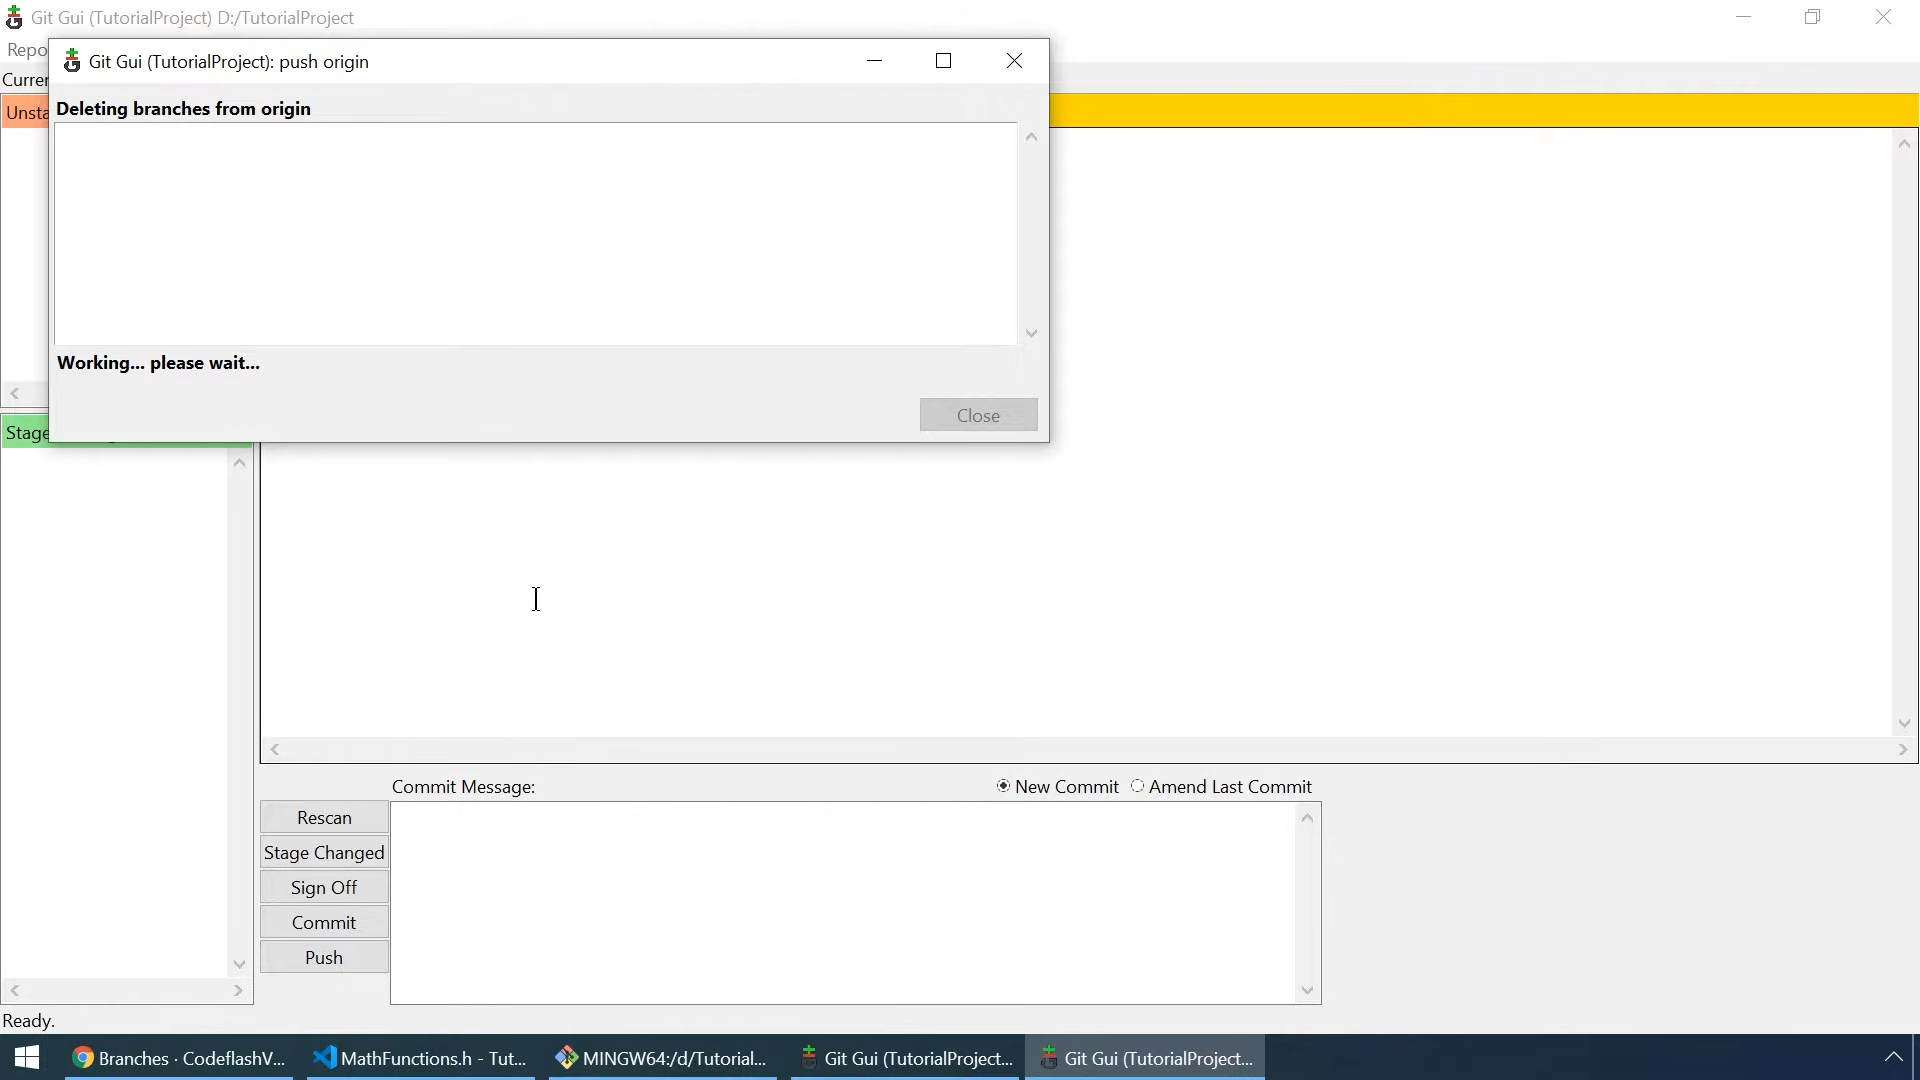 Git Gui (TutorialProject) D:/TutorialProject
Repo
Git Gui (TutorialProject): push origin
Curren
Unsta
Deleting branches from origin
Working... please wait...
Close
Stage
Commit Message:
New Commit
Amend Last Commit
Rescan
Stage Changed
Sign Off
Commit
Push
Ready.
Branches · CodeflashV...
MathFunctions.h - Tut...
MINGW64:/d/Tutorial...
Git Gui (TutorialProject...
Git Gui (TutorialProject...